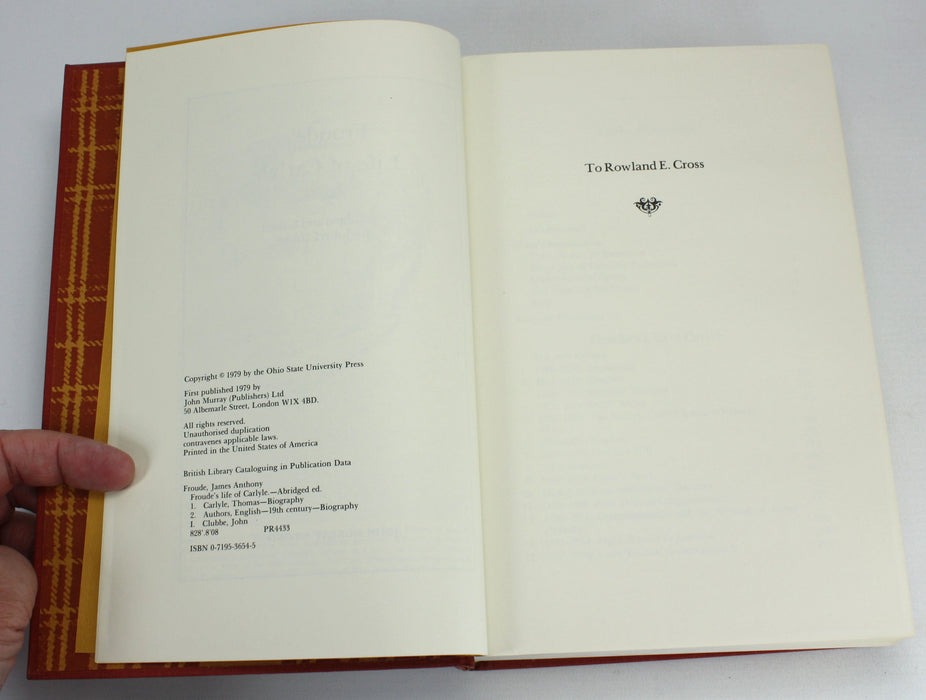 Copyright © 1979 by the Ohio State University Press
First published 1979 by
John Murray (Publishers) Ltd
50 Albemarle Street, London W1X 4BD.
All rights reserved.
Unauthorised duplication
contravenes applicable laws.
Printed in the United States of America
British Library Cataloguing in Publication Data
Froude, James Anthony
Froude's life of Carlyle.—Abridged ed.
1. Carlyle, Thomas—Biography
2. Authors, English—19th century—Biography
I. Clubbe, John
828'.8'08 PR4433
ISBN 0-7195-3654-5
To Rowland E. Cross